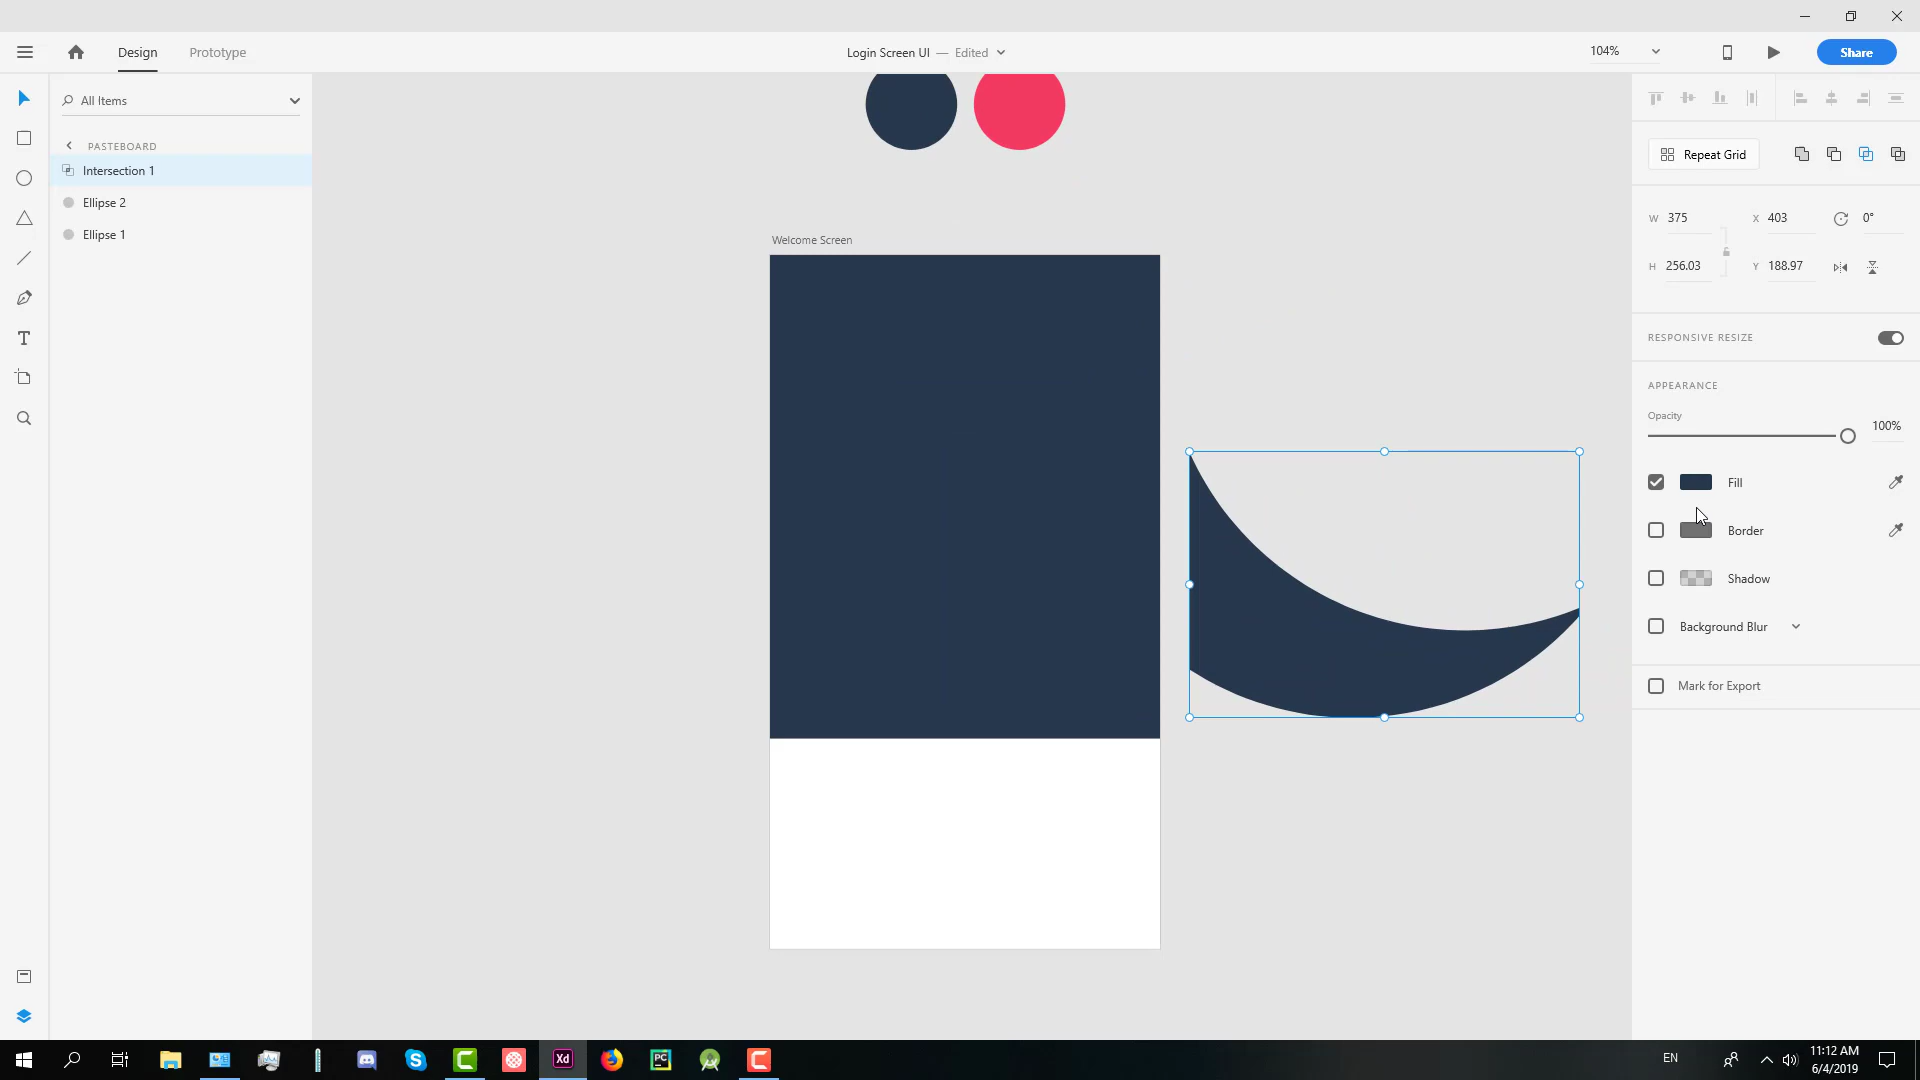 Design
Prototype
Login Screen UI — Edited
104%
Share
All Items
PASTEBOARD
Intersection 1
Ellipse 2
Ellipse 1
Welcome Screen
Repeat Grid
W 375
X 403
0°
H 256.03
Y 188.97
RESPONSIVE RESIZE
APPEARANCE
Opacity
100%
Fill
Border
Shadow
Background Blur
Mark for Export
Xd
PC
EN
11:12 AM
6/4/2019